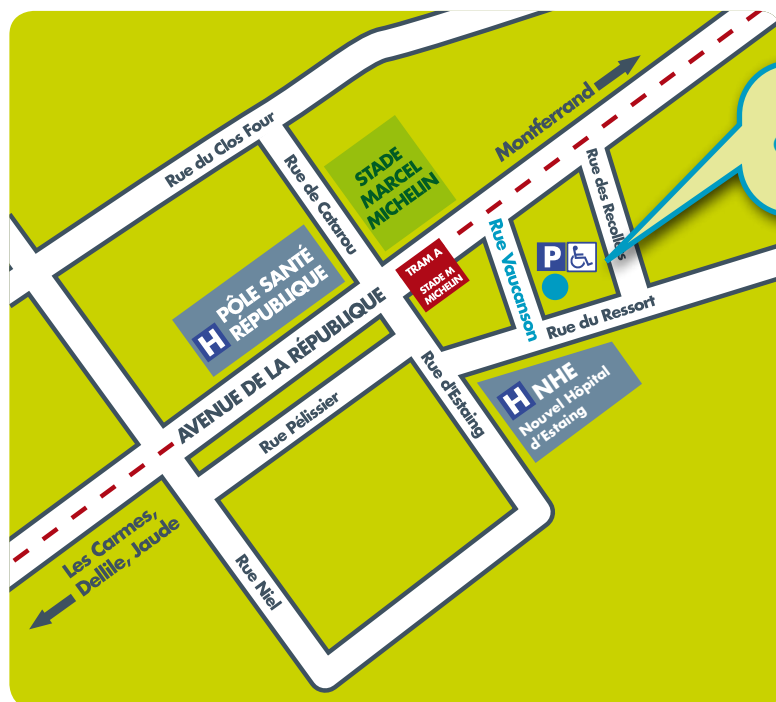 Montferrand
Rue du Clos Four
Rue de Catarou
STADE
MARCEL
MICHELIN
Rue des Recollets
Rue Vaucanson
P
TRAM A
STADE M
MICHELIN
H PÔLE SANTÉ
RÉPUBLIQUE
AVENUE DE LA RÉPUBLIQUE
Rue du Ressort
Rue Pélissier
Rue d'Estaing
H NHE
Nouvel Hôpital
d'Estaing
Les Carmes,
Dellile, Jaude
Rue Niel